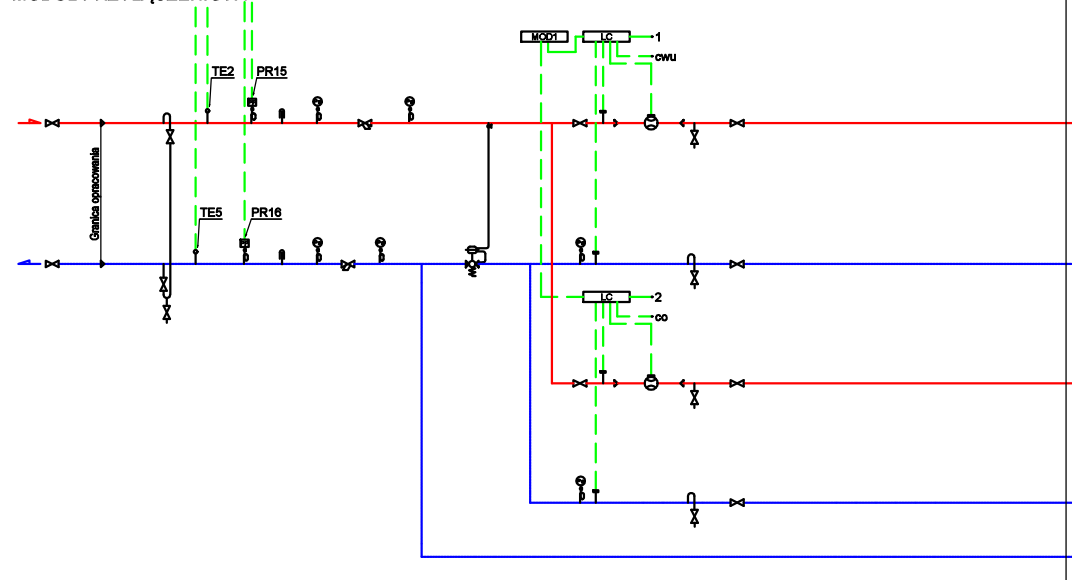 MOD1
LC
1
cwu
TE2
PR15
Granica opracowania
TE5
PR16
LC
2
co